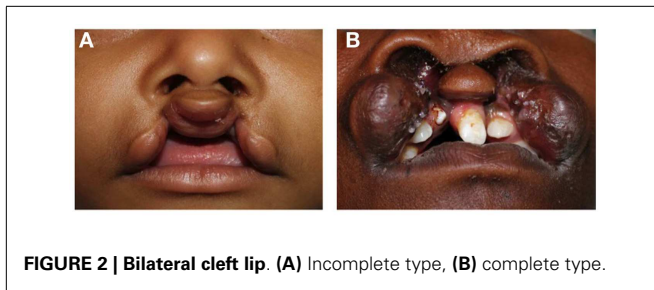 A
B
FIGURE 2 | Bilateral cleft lip. (A) Incomplete type, (B) complete type.